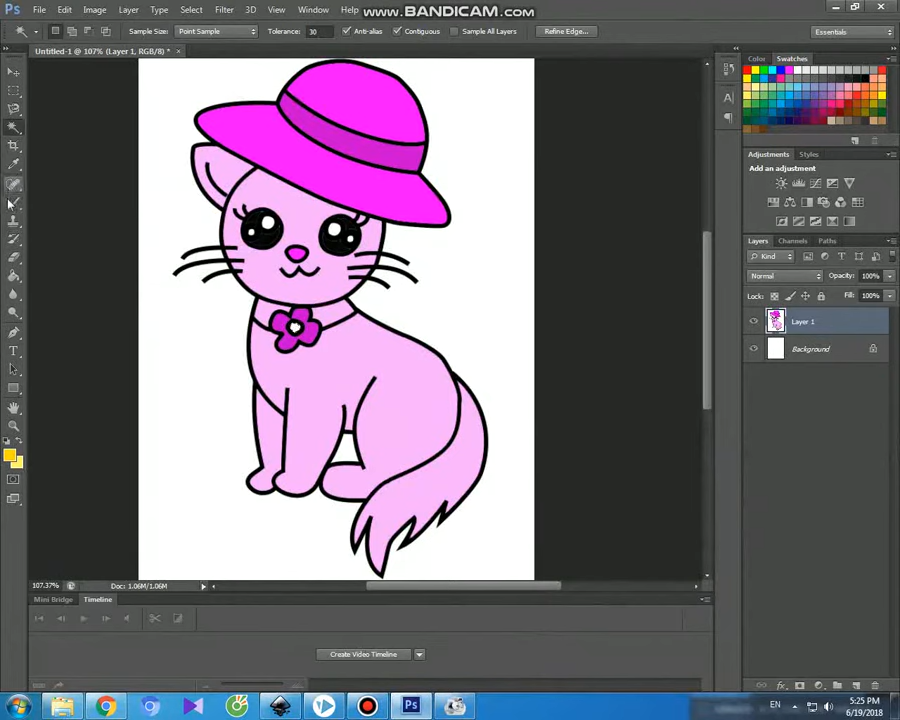 Ps File Edit Image Layer Type Select Filter 3D View Window Help www.BANDICAM.com
Sample Size: Point Sample Tolerance: 30 Anti-alias Contiguous Sample All Layers Refine Edge... Essentials
Untitled-1 @ 107% (Layer 1, RGB/8) * ×
Color Swatches
Adjustments Styles
Add an adjustment
Layers Channels Paths
Kind
Normal Opacity: 100%
Lock: Fill: 100%
Layer 1
Background
107.37% Doc: 1.06M/1.06M
Mini Bridge Timeline
Create Video Timeline
EN 5:25 PM
6/19/2018